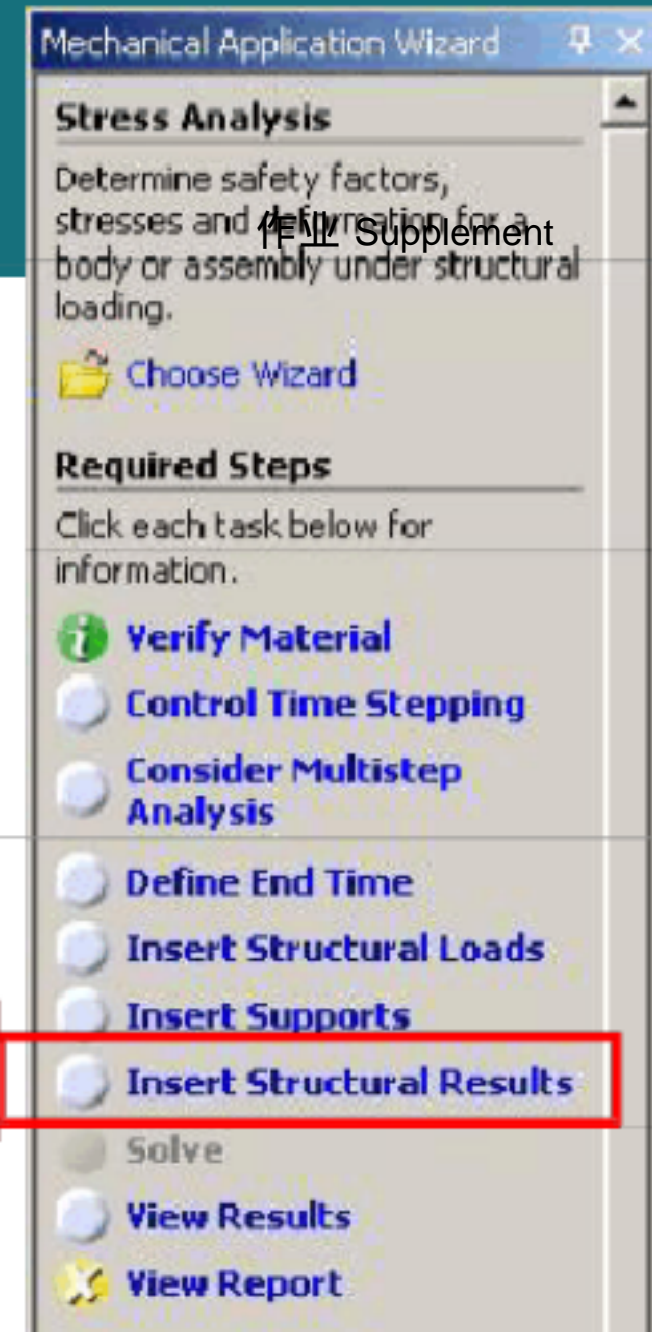 Mechanical Application Wizard
Stress Analysis
Determine safety factors,
stresses and deformation for a
作业 Supplement
body or assembly under structural
loading.
Choose Wizard
Required Steps
Click each task below for
information.
Verify Material
Control Time Stepping
Consider Multistep
Analysis
Define End Time
Insert Structural Loads
Insert Supports
Insert Structural Results
Solve
View Results
View Report